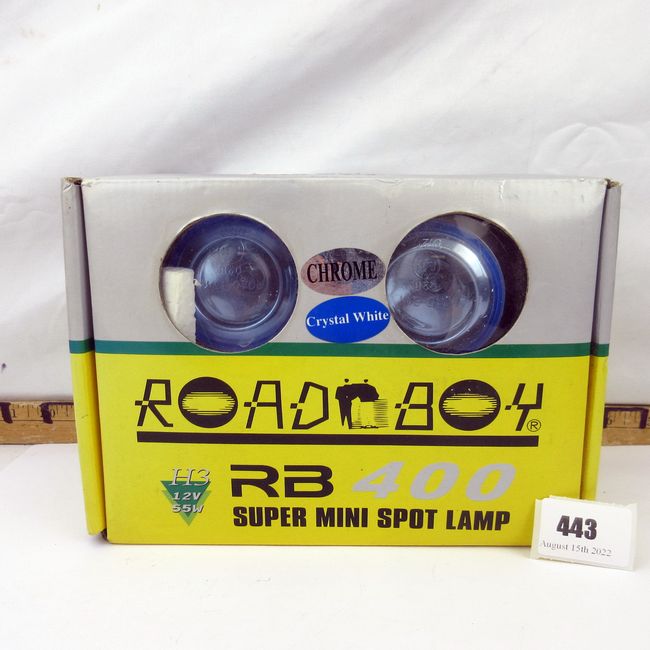 CHROME
Crystal White
ROAD BOY®
H3
12V
55W
RB 400
SUPER MINI SPOT LAMP
443
August 15th 2022